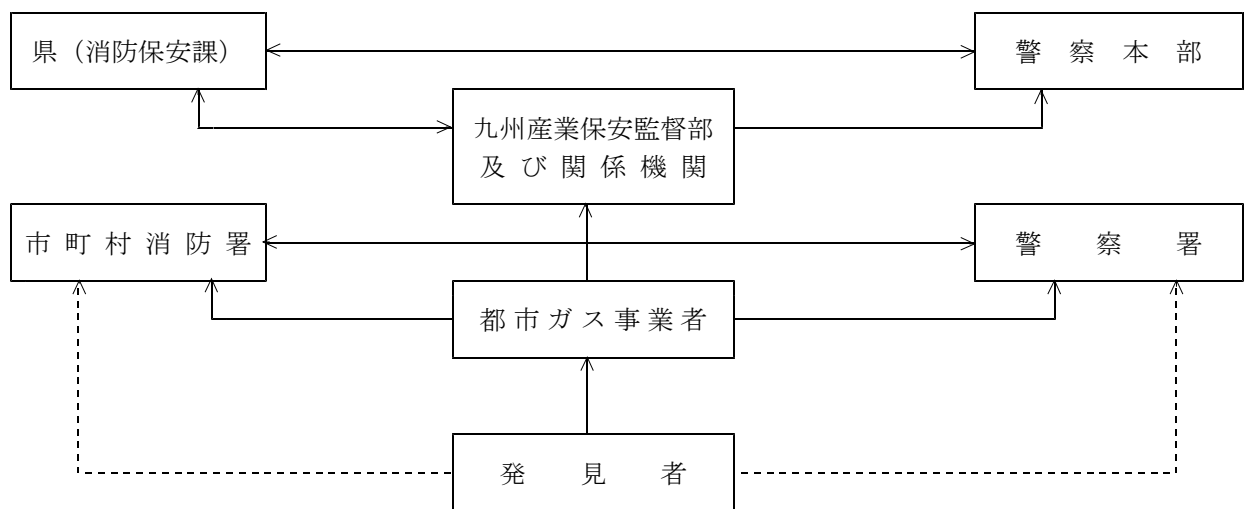 県（消防保安課）
警察本部
九州産業保安監督部
及び関係機関
市町村消防署
警察署
都市ガス事業者
発見者